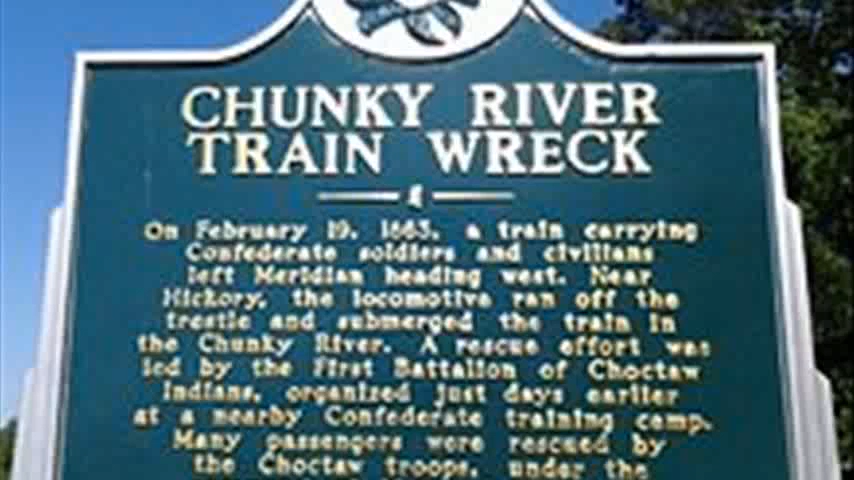 CHUNKY RIVER
TRAIN WRECK
On February 19, 1863, a train carrying
Confederate soldiers and civilians
left Meridian heading west. Near
Hickory, the locomotive ran off the
trestle and submerged the train in
the Chunky River. A rescue effort was
led by the First Battalion of Choctaw
Indians, organized just days earlier
at a nearby Confederate training camp.
Many passengers were rescued by
the Choctaw troops, under the